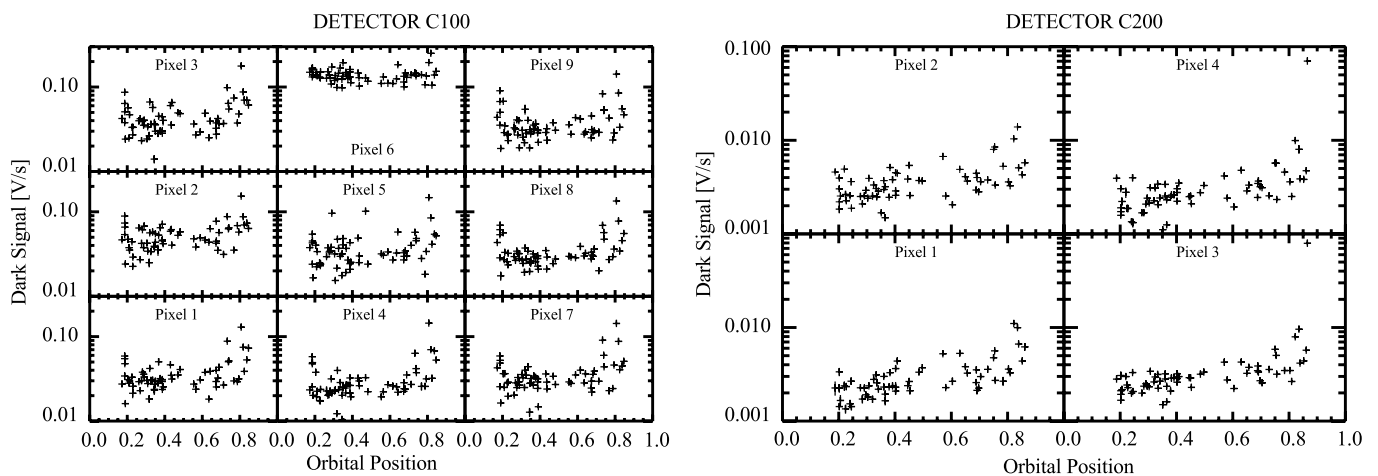 DETECTOR C100
Pixel 3
Pixel 6
Pixel 9
0.10
0.01
Pixel 2
Pixel 5
Pixel 8
0.10
0.01
Pixel 1
Pixel 4
Pixel 7
0.10
0.01
Dark Signal [V/s]
0.0 0.2 0.4 0.6 0.8 0.0 0.2 0.4 0.6 0.8 0.0 0.2 0.4 0.6 0.8 1.0
Orbital Position
DETECTOR C200
0.100
Pixel 2
Pixel 4
0.010
0.001
Pixel 1
Pixel 3
0.010
0.001
Dark Signal [V/s]
0.0 0.2 0.4 0.6 0.8 0.0 0.2 0.4 0.6 0.8 1.0
Orbital Position